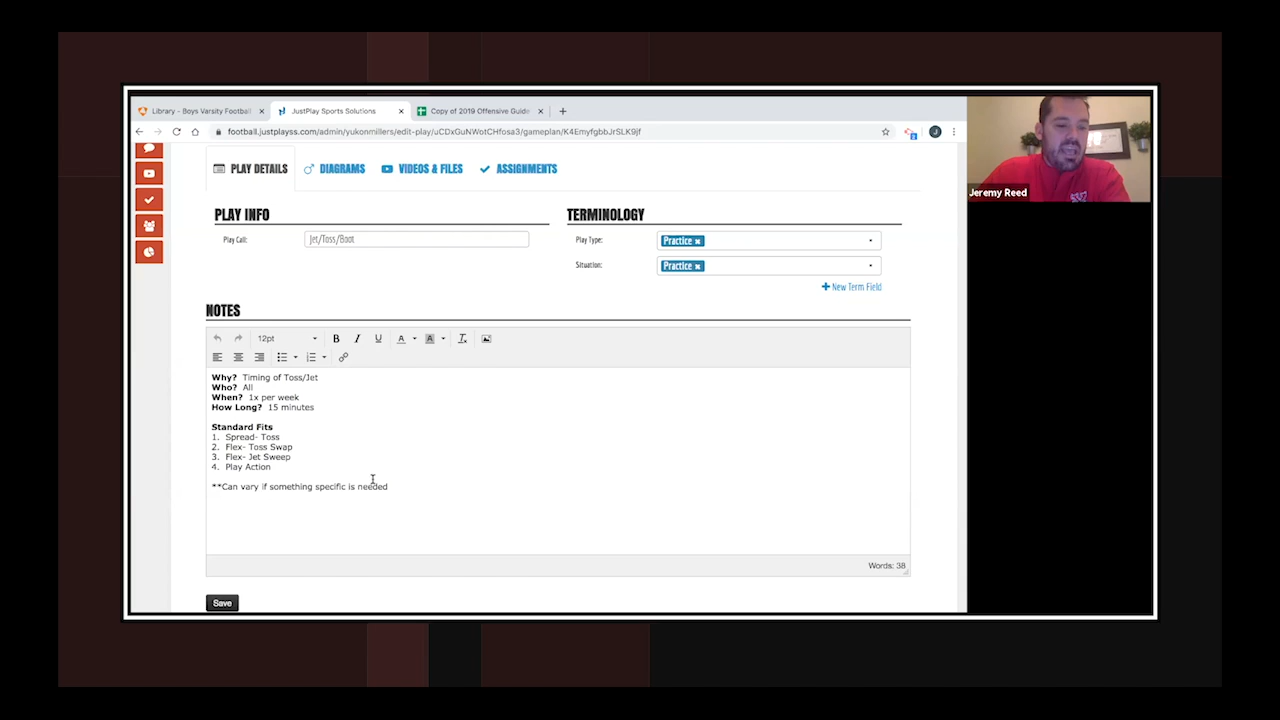 Library - Boys Varsity Football
JustPlay Sports Solutions
Copy of 2019 Offensive Guide
football.justplayss.com/admin/yukonmillers/edit-play/uCDxGuNWotCHfosa3/gameplan/K4EmyfgbbJrSLK9jf
J
Jeremy Reed
PLAY DETAILS
DIAGRAMS
VIDEOS & FILES
ASSIGNMENTS
PLAY INFO
TERMINOLOGY
Play Call:
Jet/Toss/Boot
Play Type:
Practice
Situation:
Practice
New Term Field
NOTES
12pt
B
I
U
A
A
Why? Timing of Toss/Jet
Who? All
When? 1x per week
How Long? 15 minutes
Standard Fits
1. Spread- Toss
2. Flex- Toss Swap
3. Flex- Jet Sweep
4. Play Action
**Can vary if something specific is needed
Words: 38
Save